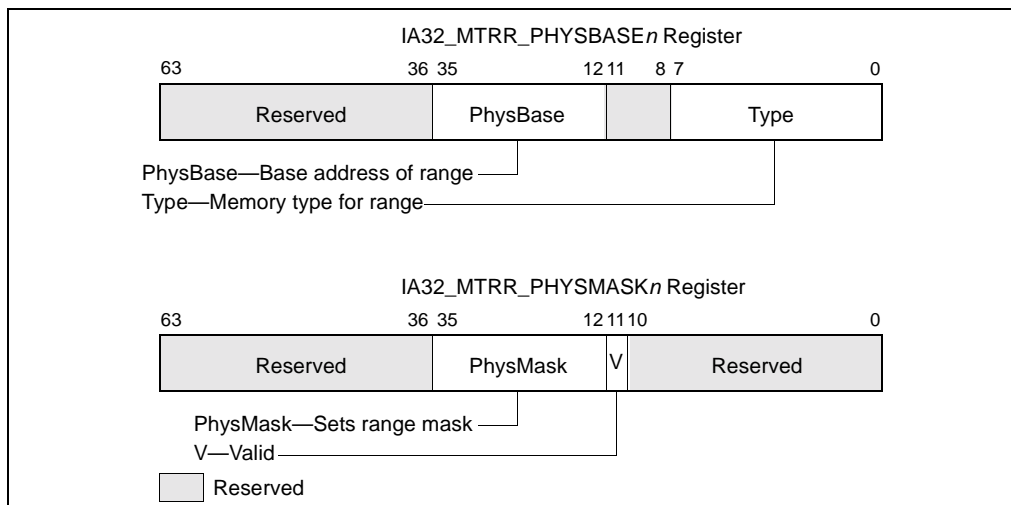 IA32_MTRR_PHYSBASEn Register
63 36 35 12 11 8 7 0
Reserved PhysBase Type
PhysBase—Base address of range
Type—Memory type for range
IA32_MTRR_PHYSMASKn Register
63 36 35 12 11 10 0
Reserved PhysMask V Reserved
PhysMask—Sets range mask
V—Valid
Reserved